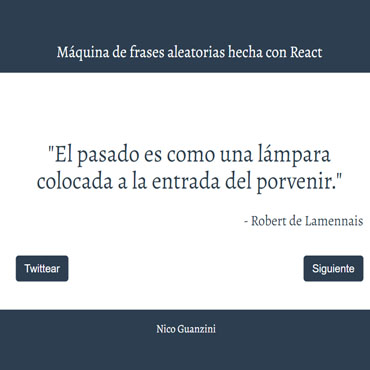 Máquina de frases aleatorias hecha con React
"El pasado es como una lámpara
colocada a la entrada del porvenir."
- Robert de Lamennais
Twittear
Siguiente
Nico Guanzini